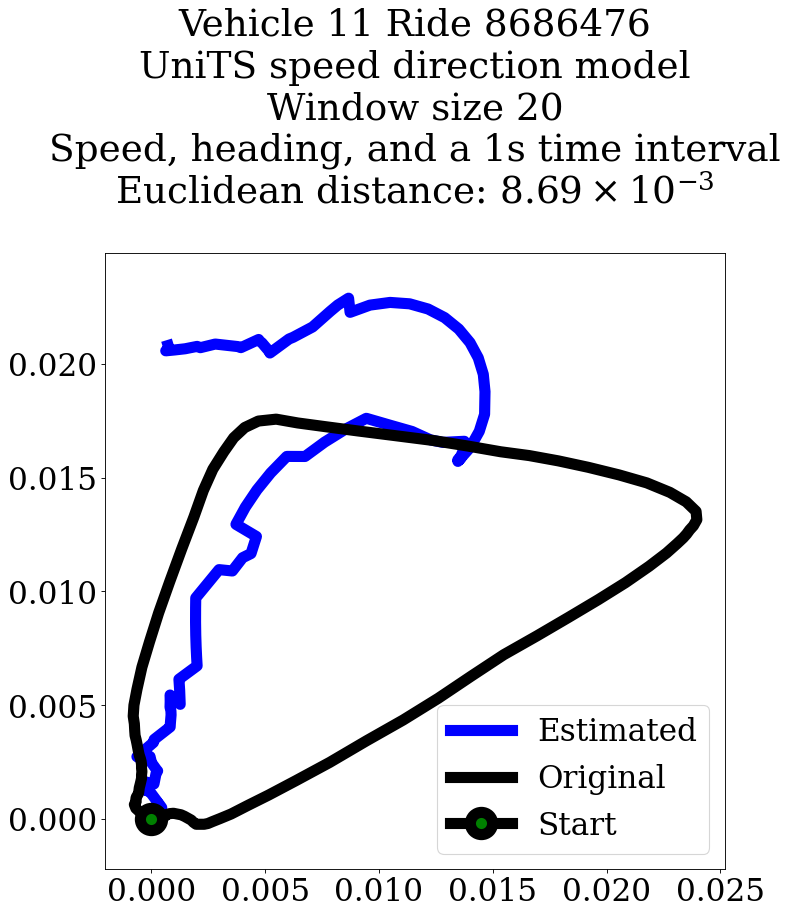 Vehicle 11 Ride 8686476
UniTS speed direction model
Window size 20
Speed, heading, and a 1s time interval
Euclidean distance: 8.69 × 10⁻³
0.020
0.015
0.010
0.005
0.000
Estimated
Original
Start
0.000 0.005 0.010 0.015 0.020 0.025